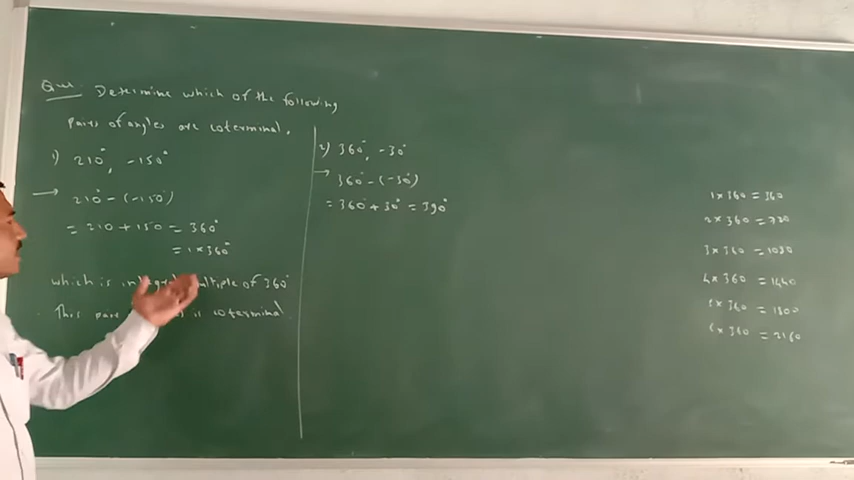 Que. Determine which of the following
pairs of angles are coterminal.
1) 210°, -150°
→ 210° - (-150°)
= 210 + 150 = 360°
= 1 × 360°
which is integral multiple of 360°
This pair is coterminal
2) 360°, -30°
→ 360° - (-30°)
= 360 + 30° = 390°
1 × 360 = 360
2 × 360 = 720
3 × 360 = 1080
4 × 360 = 1440
5 × 360 = 1800
6 × 360 = 2160